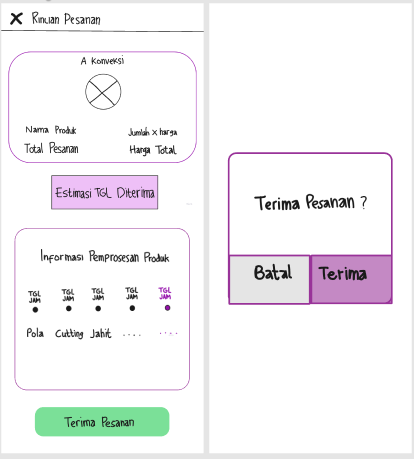 Rincian Pesanan
A Konveksi
Nama Produk Jumlah x harga
Total Pesanan Harga Total
Estimasi TGL Diterima
Informasi Pemprosesan Produk
TGL TGL TGL TGL TGL
JAM JAM JAM JAM JAM
Pola Cutting Jahit .... ....
Terima Pesanan
Terima Pesanan ?
Batal Terima